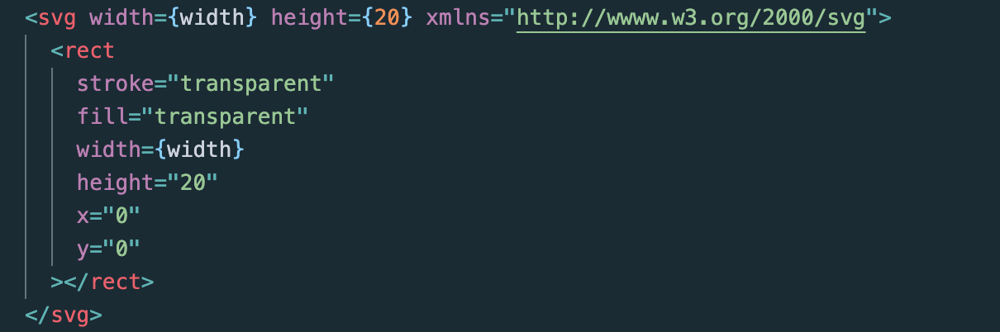 <svg width={width} height={20} xmlns="http://wwww.w3.org/2000/svg">
<rect
stroke="transparent"
fill="transparent"
width={width}
height="20"
x="0"
y="0"
></rect>
</svg>